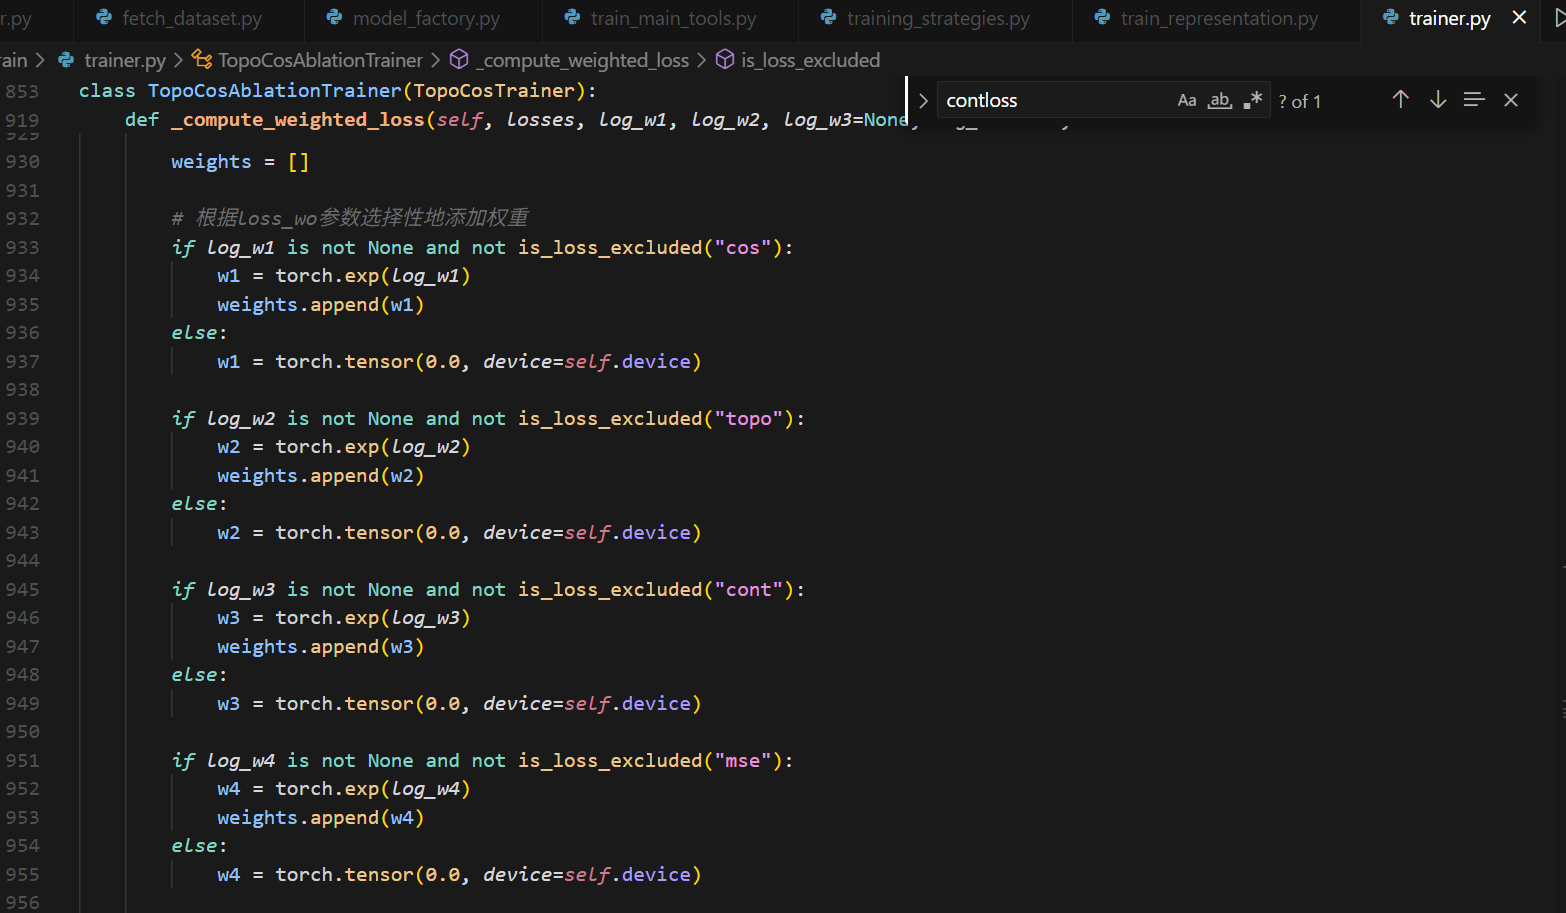 r.py fetch_dataset.py model_factory.py train_main_tools.py training_strategies.py train_representation.py trainer.py
rain > trainer.py > TopoCosAblationTrainer > _compute_weighted_loss > is_loss_excluded
contloss Aa ab .* ? of 1
853 class TopoCosAblationTrainer(TopoCosTrainer):
919 def _compute_weighted_loss(self, losses, log_w1, log_w2, log_w3=None,
929
930 weights = []
931
932 # 根据loss_wo参数选择性地添加权重
933 if log_w1 is not None and not is_loss_excluded("cos"):
934 w1 = torch.exp(log_w1)
935 weights.append(w1)
936 else:
937 w1 = torch.tensor(0.0, device=self.device)
938
939 if log_w2 is not None and not is_loss_excluded("topo"):
940 w2 = torch.exp(log_w2)
941 weights.append(w2)
942 else:
943 w2 = torch.tensor(0.0, device=self.device)
944
945 if log_w3 is not None and not is_loss_excluded("cont"):
946 w3 = torch.exp(log_w3)
947 weights.append(w3)
948 else:
949 w3 = torch.tensor(0.0, device=self.device)
950
951 if log_w4 is not None and not is_loss_excluded("mse"):
952 w4 = torch.exp(log_w4)
953 weights.append(w4)
954 else:
955 w4 = torch.tensor(0.0, device=self.device)
956